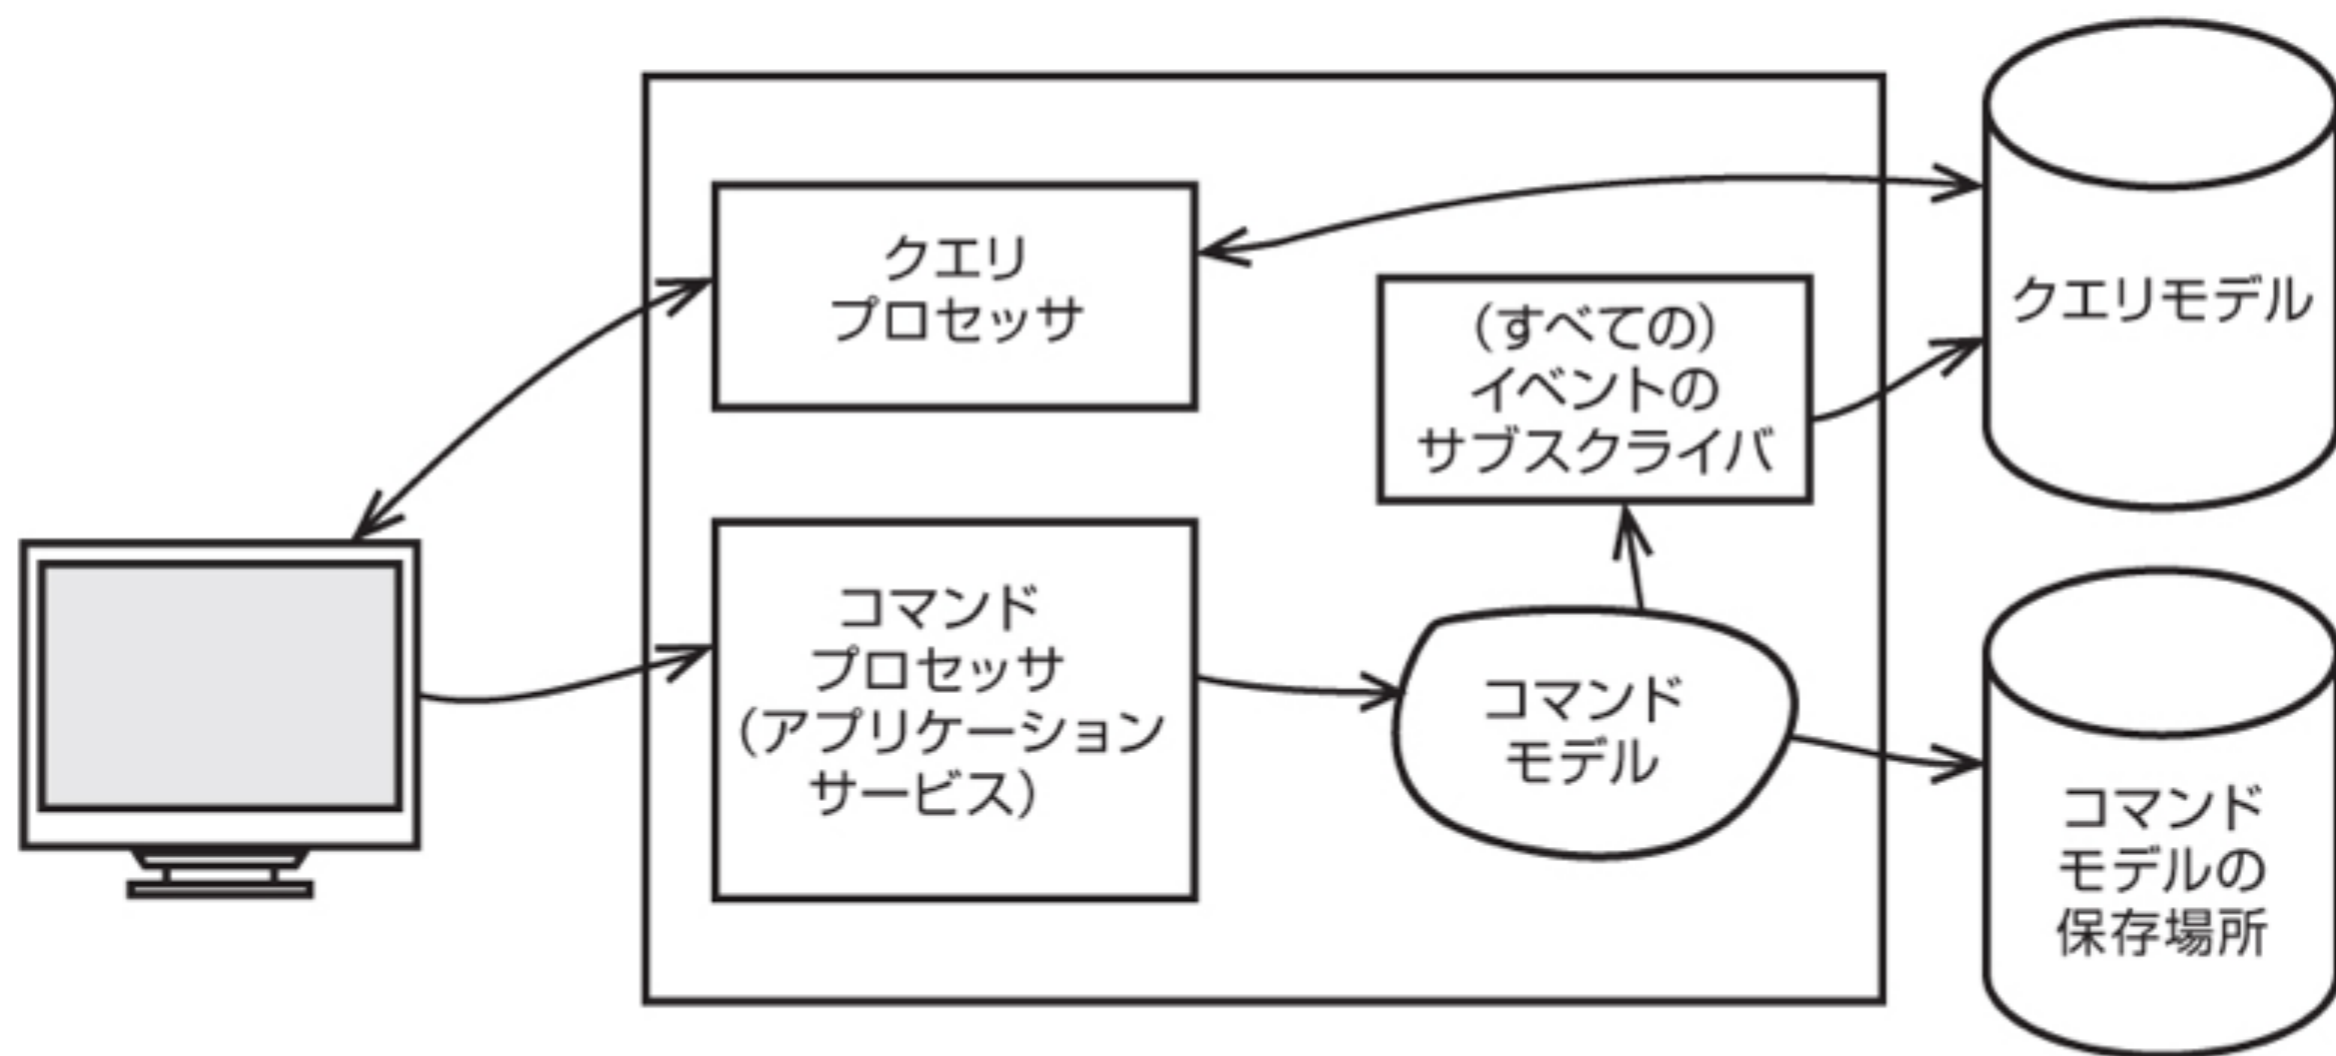 クエリ
プロセッサ
(すべての)
イベントの
サブスクライバ
クエリモデル
コマンド
プロセッサ
(アプリケーション
サービス)
コマンド
モデル
コマンド
モデルの
保存場所